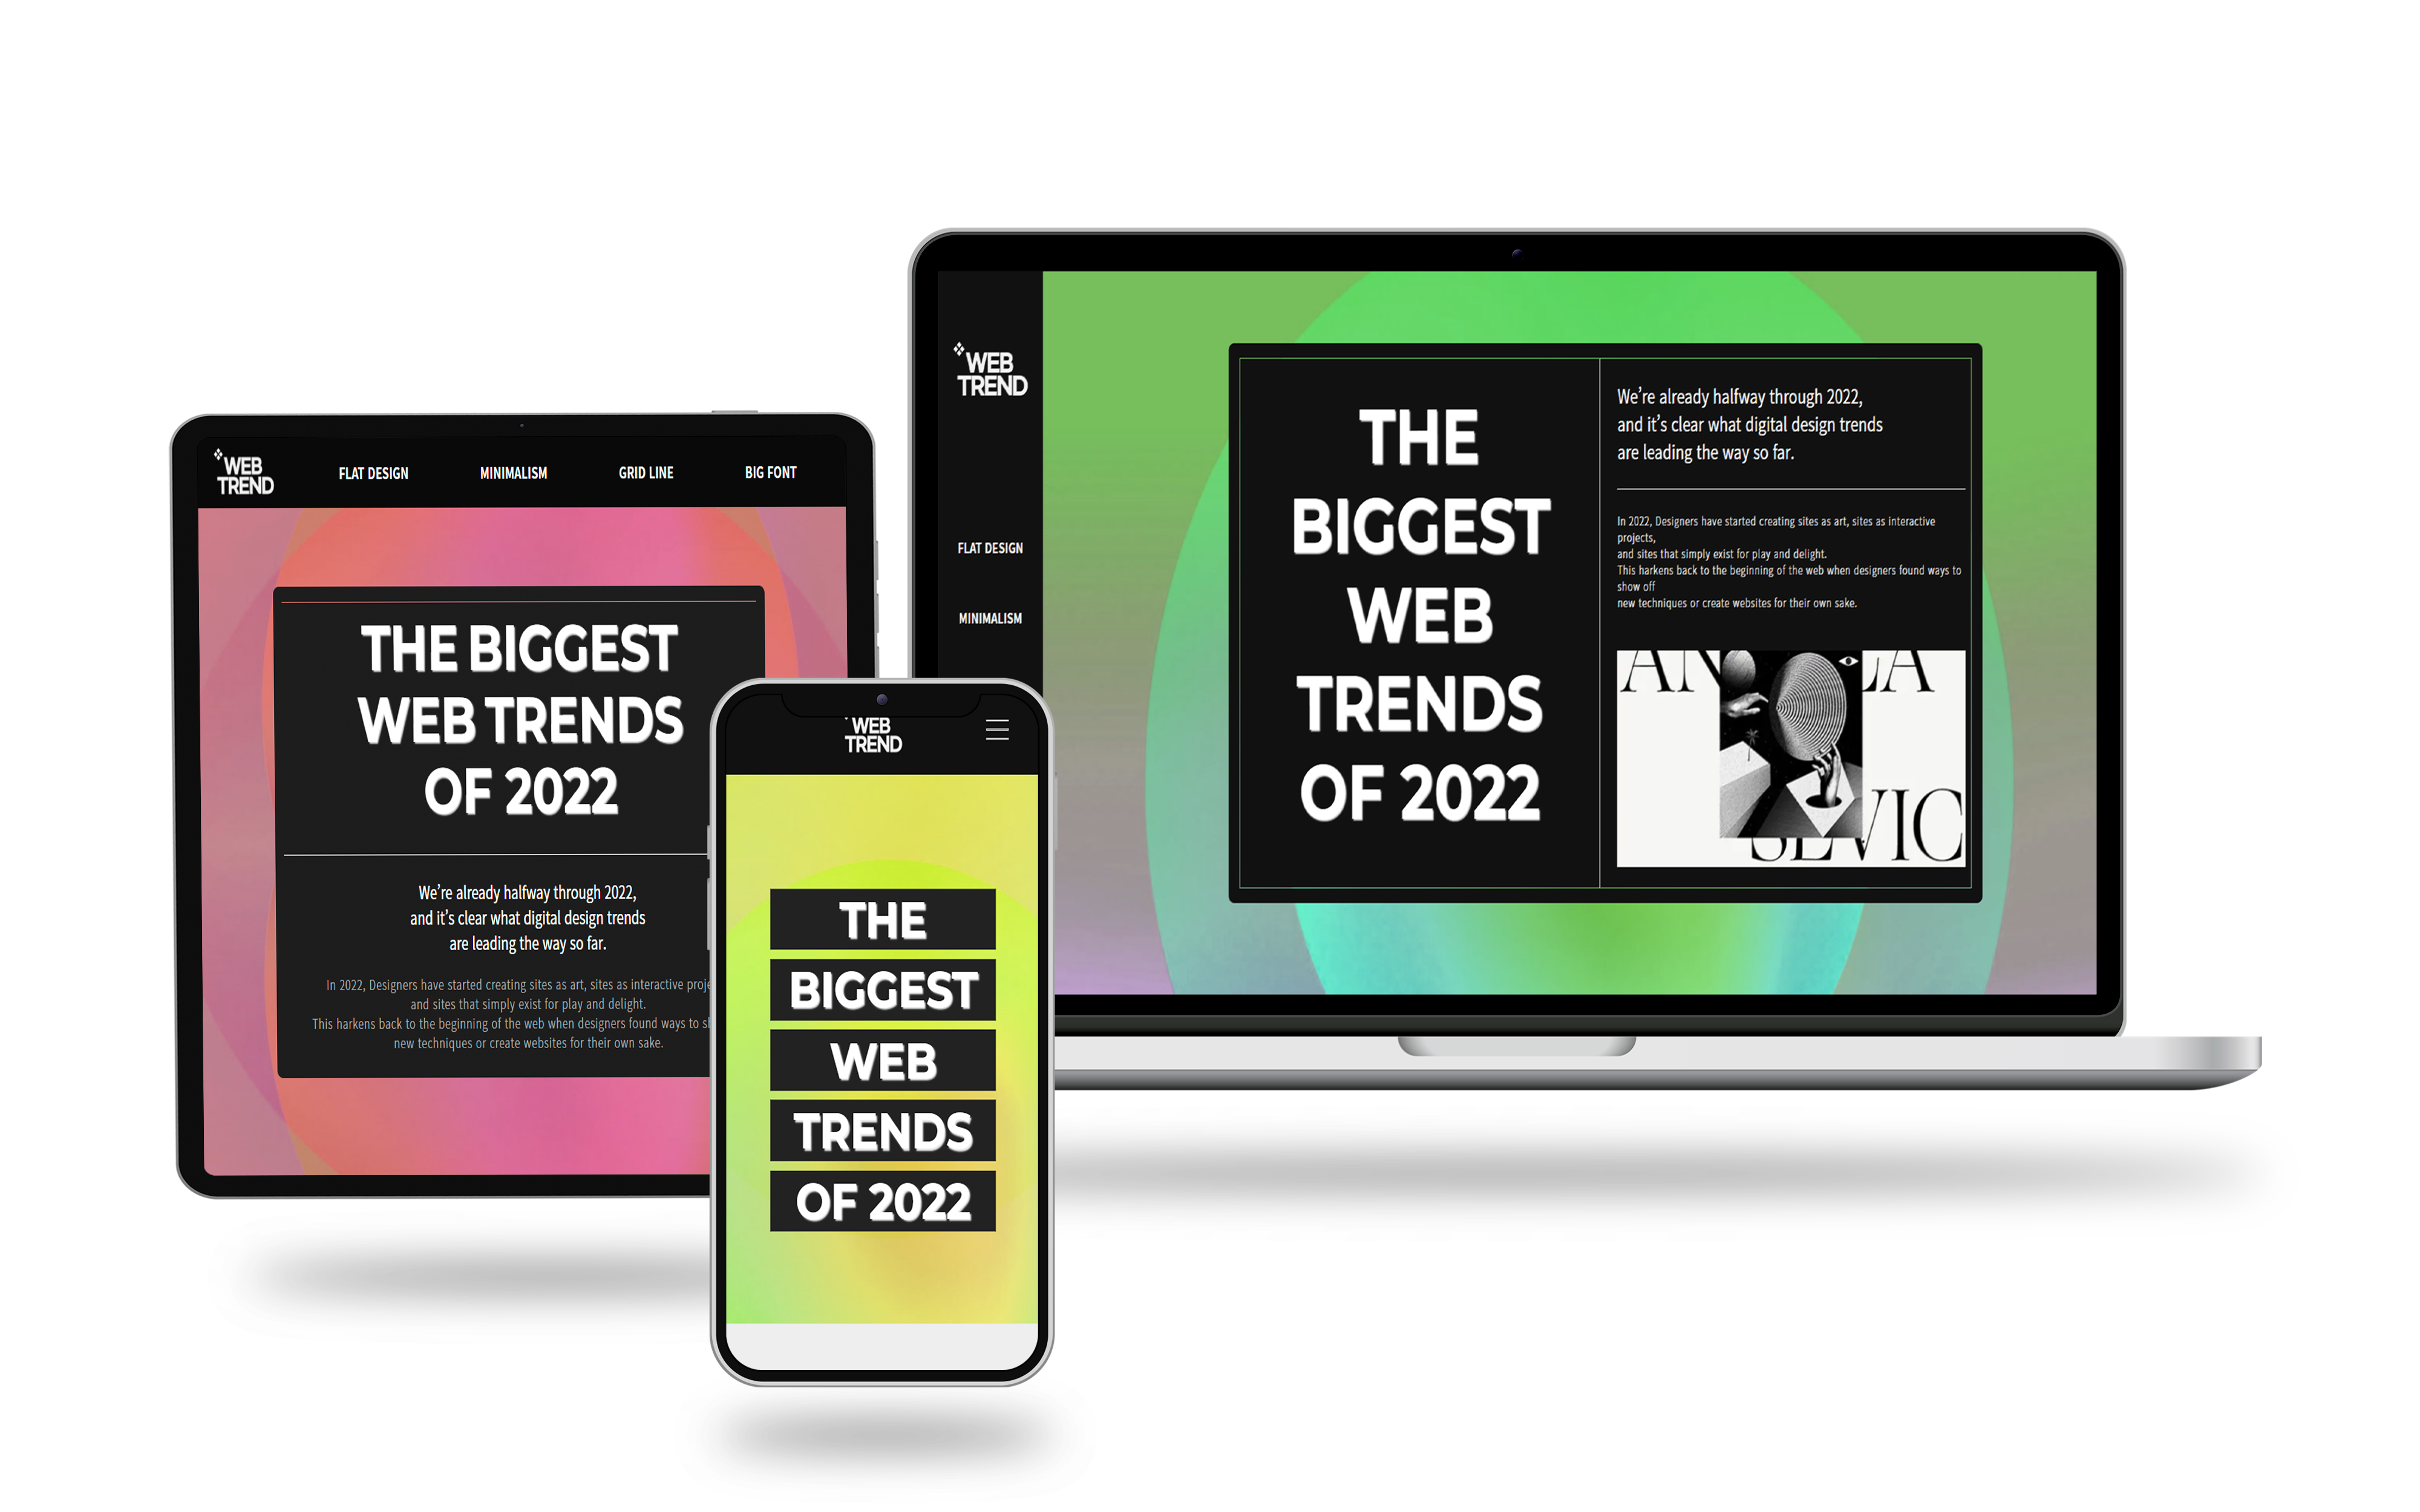 WEB
TREND
FLAT DESIGN
MINIMALISM
GRID LINE
BIG FONT
THE BIGGEST
WEB TRENDS
OF 2022
We're already halfway through 2022,
and it's clear what digital design trends
are leading the way so far.
In 2022, Designers have started creating sites as art, sites as interactive
and sites that simply exist for play and delight.
This harkens back to the beginning of the web when designers found ways to
new techniques or create websites for their own sake.
WEB
TREND
THE
BIGGEST
WEB
TRENDS
OF 2022
WEB
TREND
FLAT DESIGN
MINIMALISM
THE
BIGGEST
WEB
TRENDS
OF 2022
We're already halfway through 2022,
and it's clear what digital design trends
are leading the way so far.
In 2022, Designers have started creating sites as art, sites as interactive
projects,
and sites that simply exist for play and delight.
This harkens back to the beginning of the web when designers found ways to
show off
new techniques or create websites for their own sake.